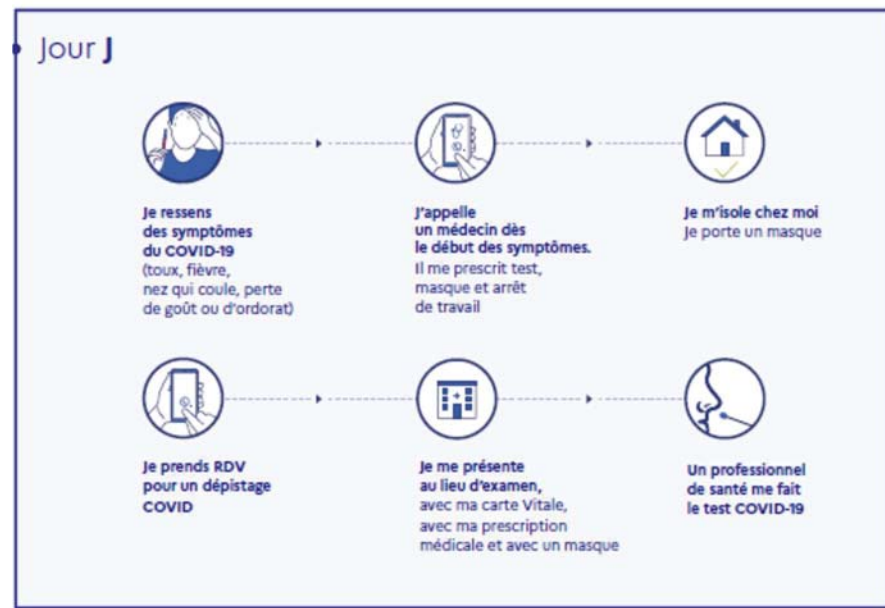 Jour J
Je ressens
des symptômes
du COVID-19
(toux, fièvre,
nez qui coule, perte
de goût ou d'ordorat)
J'appelle
un médecin dès
le début des symptômes.
Il me prescrit test,
masque et arrêt
de travail
Je m'isole chez moi
Je porte un masque
Je prends RDV
pour un dépistage
COVID
Je me présente
au lieu d'examen,
avec ma carte Vitale,
avec ma prescription
médicale et avec un masque
Un professionnel
de santé me fait
le test COVID-19